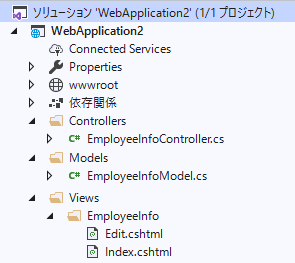 ソリューション 'WebApplication2' (1/1 プロジェクト)
WebApplication2
Connected Services
Properties
wwwroot
依存関係
Controllers
C# EmployeeInfoController.cs
Models
C# EmployeeInfoModel.cs
Views
EmployeeInfo
Edit.cshtml
Index.cshtml